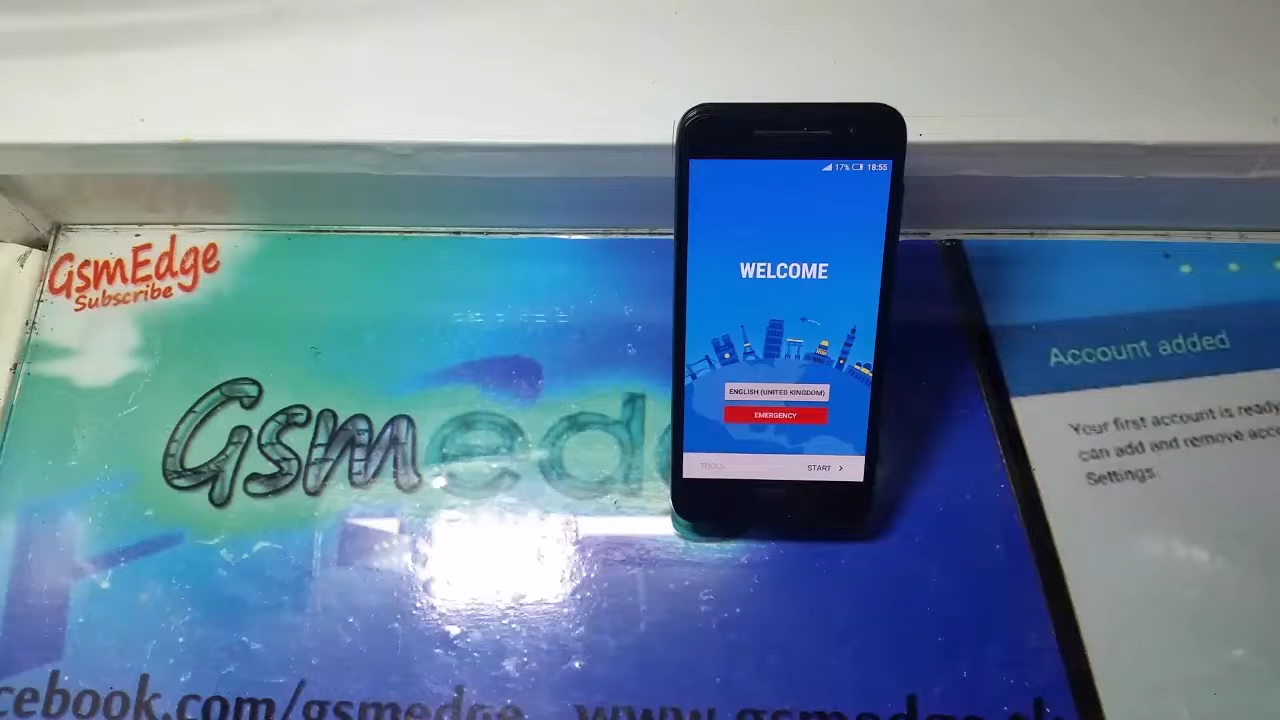 GsmEdge
Subscribe
17% 18:55
WELCOME
ENGLISH (UNITED KINGDOM)
EMERGENCY
START
Gsmed
Account added
Your first account is ready
can add and remove
Settings
cebook.com/gsmedge
www.gsmedge